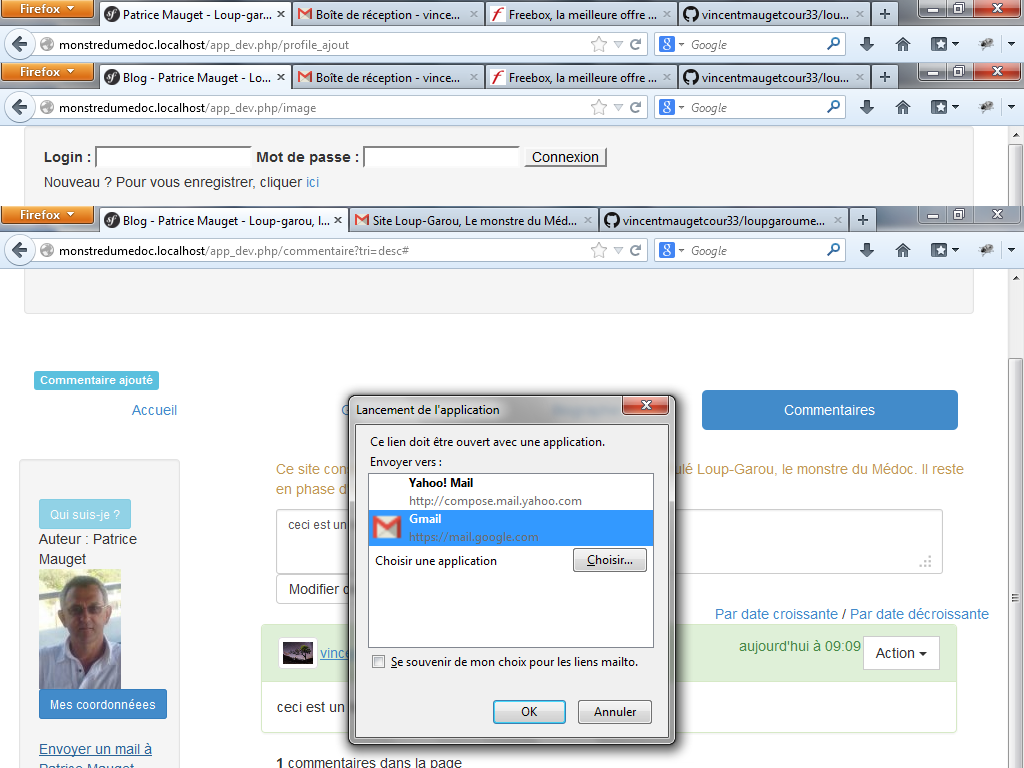 Firefox
Patrice Mauget - Loup-gar... Boîte de réception - vince... Freebox, la meilleure offre ... vincentmaugetcour33/lou...
monstredumedoc.localhost/app_dev.php/profile_ajout Google
Firefox
Blog - Patrice Mauget - Lo... Boîte de réception - vince... Freebox, la meilleure offre ... vincentmaugetcour33/lou...
monstredumedoc.localhost/app_dev.php/image Google
Login : Mot de passe : Connexion
Nouveau ? Pour vous enregistrer, cliquer ici
Firefox
Blog - Patrice Mauget - Loup-garou, l... Site Loup-Garou, Le monstre du Méd... vincentmaugetcour33/loupgaroume...
monstredumedoc.localhost/app_dev.php/commentaire?tri=desc# Google
Commentaire ajouté
Accueil
Commentaires
Lancement de l'application
Ce lien doit être ouvert avec une application.
Envoyer vers :
Yahoo! Mail
http://compose.mail.yahoo.com
Gmail
https://mail.google.com
Choisir une application Choisir...
Se souvenir de mon choix pour les liens mailto.
OK Annuler
Ce site con
ulé Loup-Garou, le monstre du Médoc. Il reste
en phase d
ceci est un
Modifier
Qui suis-je ?
Auteur : Patrice
Mauget
Mes coordonnéees
Envoyer un mail à
Patrice Mauget
Par date croissante / Par date décroissante
vince
aujourd'hui à 09:09 Action
ceci est un
1 commentaires dans la page